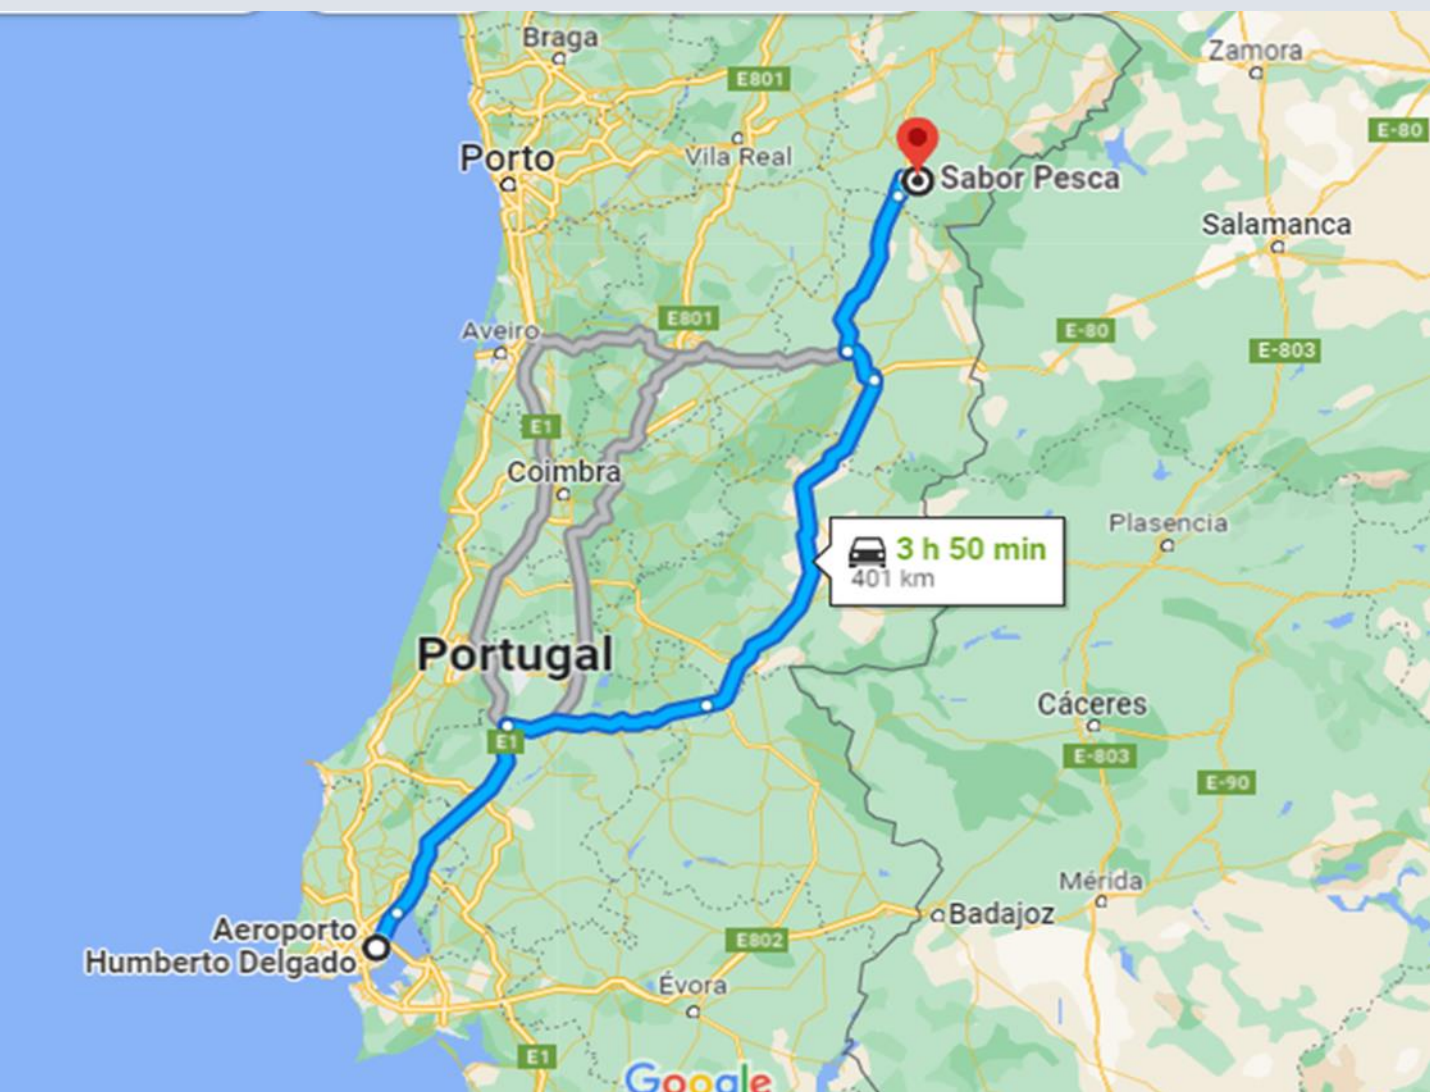 Braga
Zamora
E801
E-80
Porto
Vila Real
Sabor Pesca
Salamanca
E801
Aveiro
E-80
E-803
E1
Coimbra
Plasencia
3 h 50 min
401 km
Portugal
Cáceres
E1
E-803
E-90
Mérida
Badajoz
Aeroporto
Humberto Delgado
E802
Évora
E1
Google